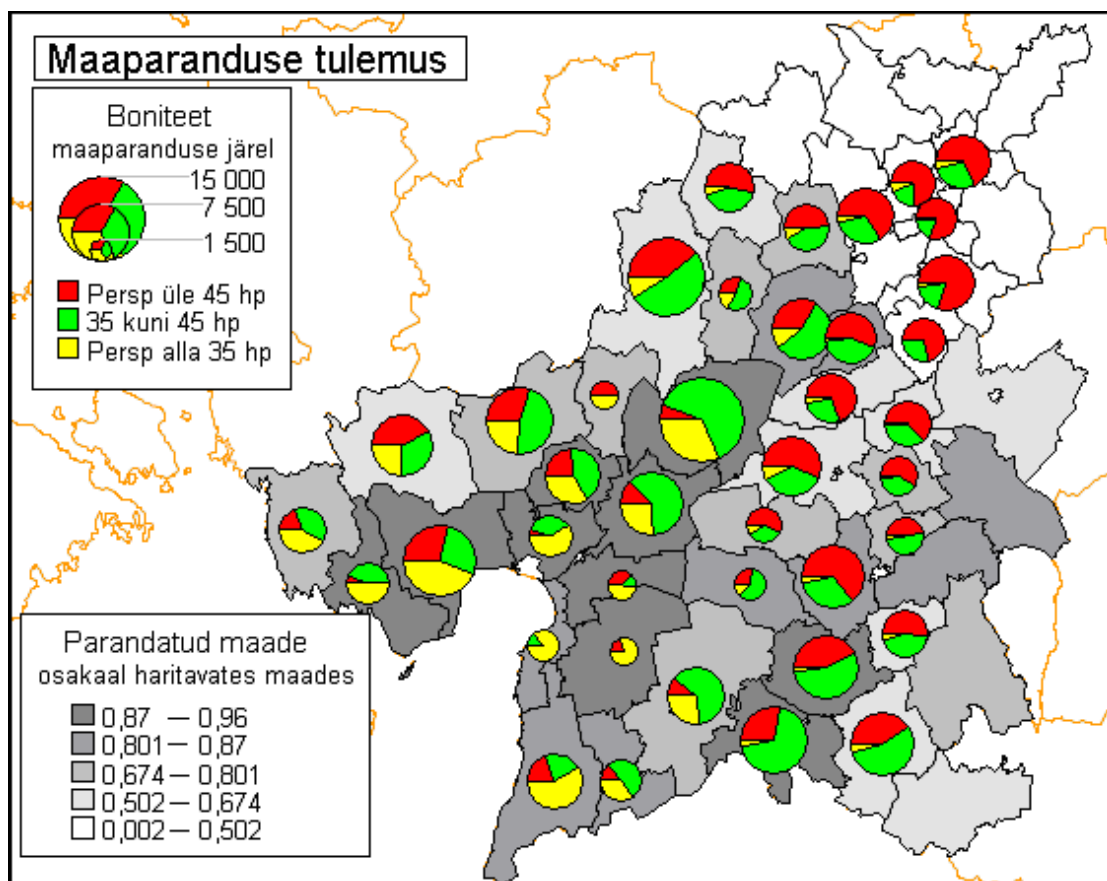 Maaparanduse tulemus
Boniteet
maaparanduse järel
15 000
7 500
1 500
Persp üle 45 hp
35 kuni 45 hp
Persp alla 35 hp
Parandatud maade
osakaal haritavates maades
0,87 — 0,96
0,801 — 0,87
0,674 — 0,801
0,502 — 0,674
0,002 — 0,502